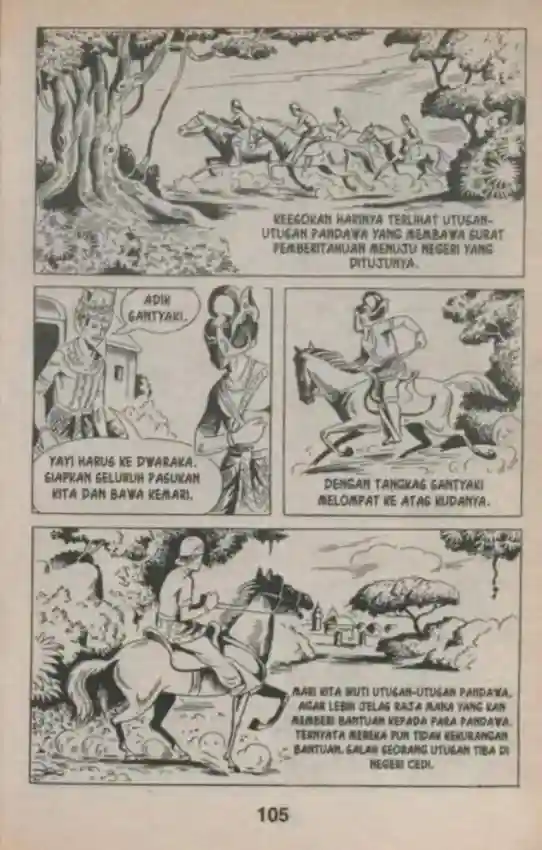 KEESOKAN HARINYA TERLIHAT UTUSAN-
UTUSAN PANDAWA YANG MEMBAWA SURAT
PEMBERITAHUAN MENUJU NEGERI YANG
DITUJUNYA.
ADIK
SANTYAKI.
YAYI HARUS KE DWARAKA.
SIAPKAN SELURUH PASUKAN
KITA DAN BAWA KEMARI.
DENGAN TANGKAS SANTYAKI
MELOMPAT KE ATAS KUDANYA.
MARI KITA IKUTI UTUSAN-UTUSAN PANDAWA.
AGAR LEBIH JELAS RAJA MANA YANG KAN
MEMBERI BANTUAN KEPADA PARA PANDAWA.
TERNYATA MEREKA PUN TIDAK KEKURANGAN
BANTUAN. SALAH SEORANG UTUSAN TIBA DI
NEGERI CEDI.
105